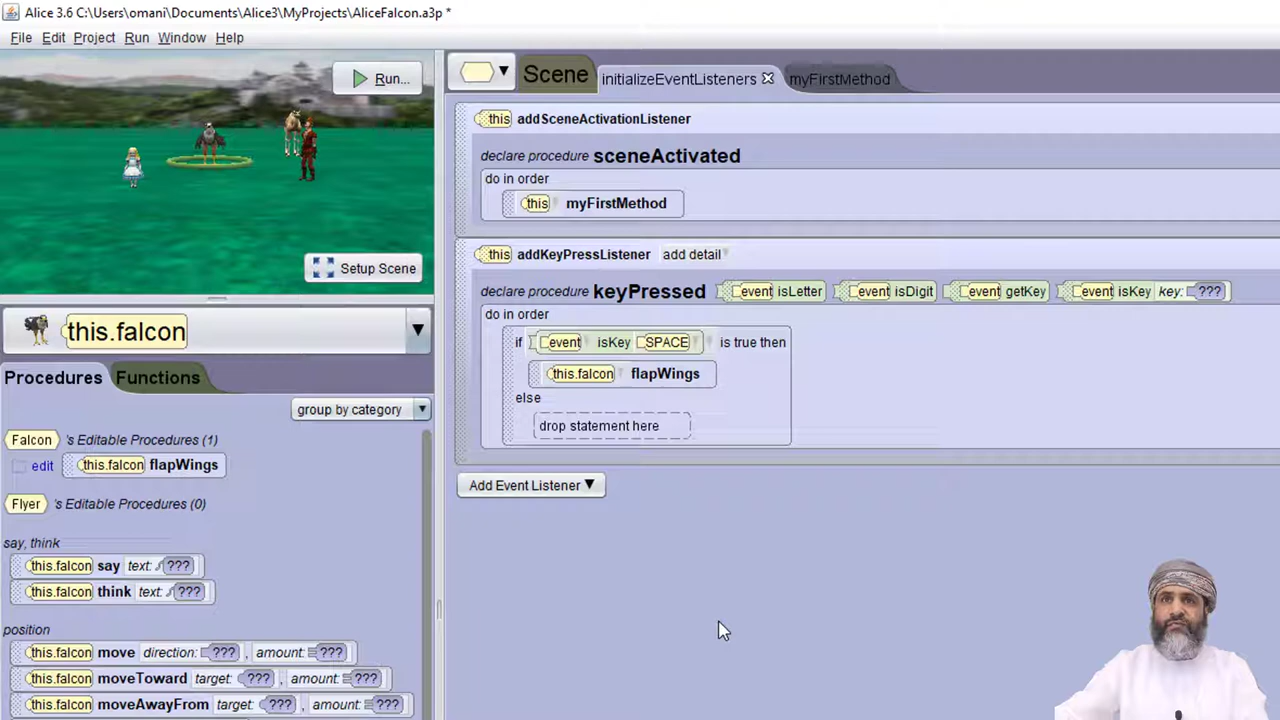 Alice 3.6 C:\Users\omani\Documents\Alice3\MyProjects\AliceFalcon.a3p *
File Edit Project Run Window Help
Run...
Setup Scene
this.falcon
Procedures Functions
group by category
Falcon 's Editable Procedures (1)
edit this.falcon flapWings
Flyer 's Editable Procedures (0)
say, think
this.falcon say text: ???
this.falcon think text: ???
position
this.falcon move direction: ??? , amount: ???
this.falcon moveToward target: ??? , amount: ???
this.falcon moveAwayFrom target: ??? , amount: ???
Scene initializeEventListeners myFirstMethod
this addSceneActivationListener
declare procedure sceneActivated
do in order
this myFirstMethod
this addKeyPressListener add detail
declare procedure keyPressed event isLetter event isDigit event getKey event isKey key: ???
do in order
if event isKey SPACE is true then
this.falcon flapWings
else
drop statement here
Add Event Listener